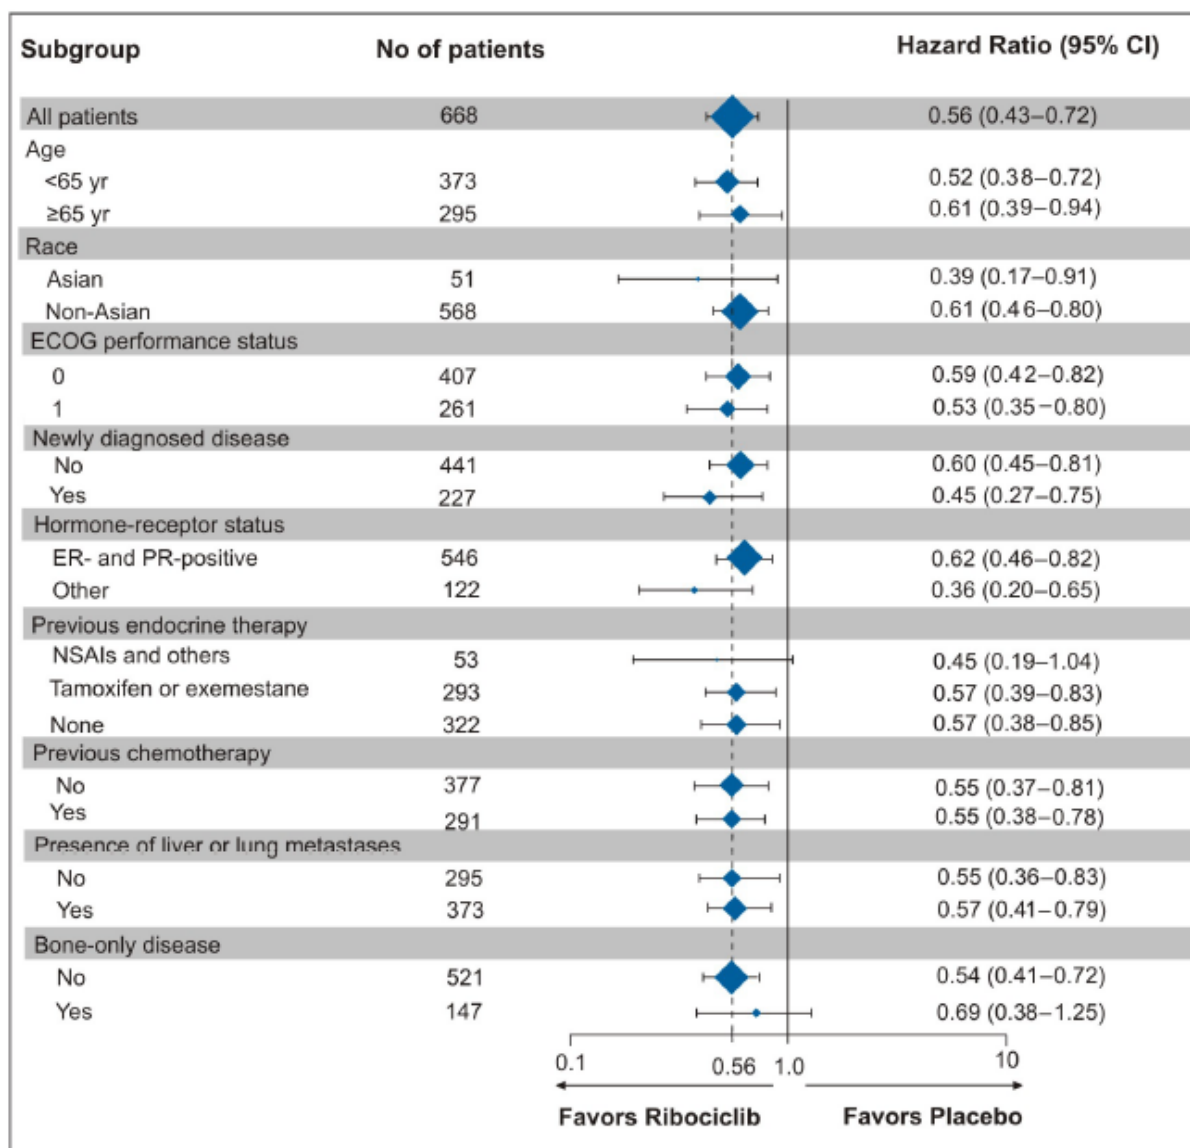 Subgroup No of patients Hazard Ratio (95% CI)
All patients 668 0.56 (0.43–0.72)
Age
<65 yr 373 0.52 (0.38–0.72)
≥65 yr 295 0.61 (0.39–0.94)
Race
Asian 51 0.39 (0.17–0.91)
Non-Asian 568 0.61 (0.46–0.80)
ECOG performance status
0 407 0.59 (0.42–0.82)
1 261 0.53 (0.35–0.80)
Newly diagnosed disease
No 441 0.60 (0.45–0.81)
Yes 227 0.45 (0.27–0.75)
Hormone-receptor status
ER- and PR-positive 546 0.62 (0.46–0.82)
Other 122 0.36 (0.20–0.65)
Previous endocrine therapy
NSAIs and others 53 0.45 (0.19–1.04)
Tamoxifen or exemestane 293 0.57 (0.39–0.83)
None 322 0.57 (0.38–0.85)
Previous chemotherapy
No 377 0.55 (0.37–0.81)
Yes 291 0.55 (0.38–0.78)
Presence of liver or lung metastases
No 295 0.55 (0.36–0.83)
Yes 373 0.57 (0.41–0.79)
Bone-only disease
No 521 0.54 (0.41–0.72)
Yes 147 0.69 (0.38–1.25)
0.1 0.56 1.0 10
Favors Ribociclib Favors Placebo